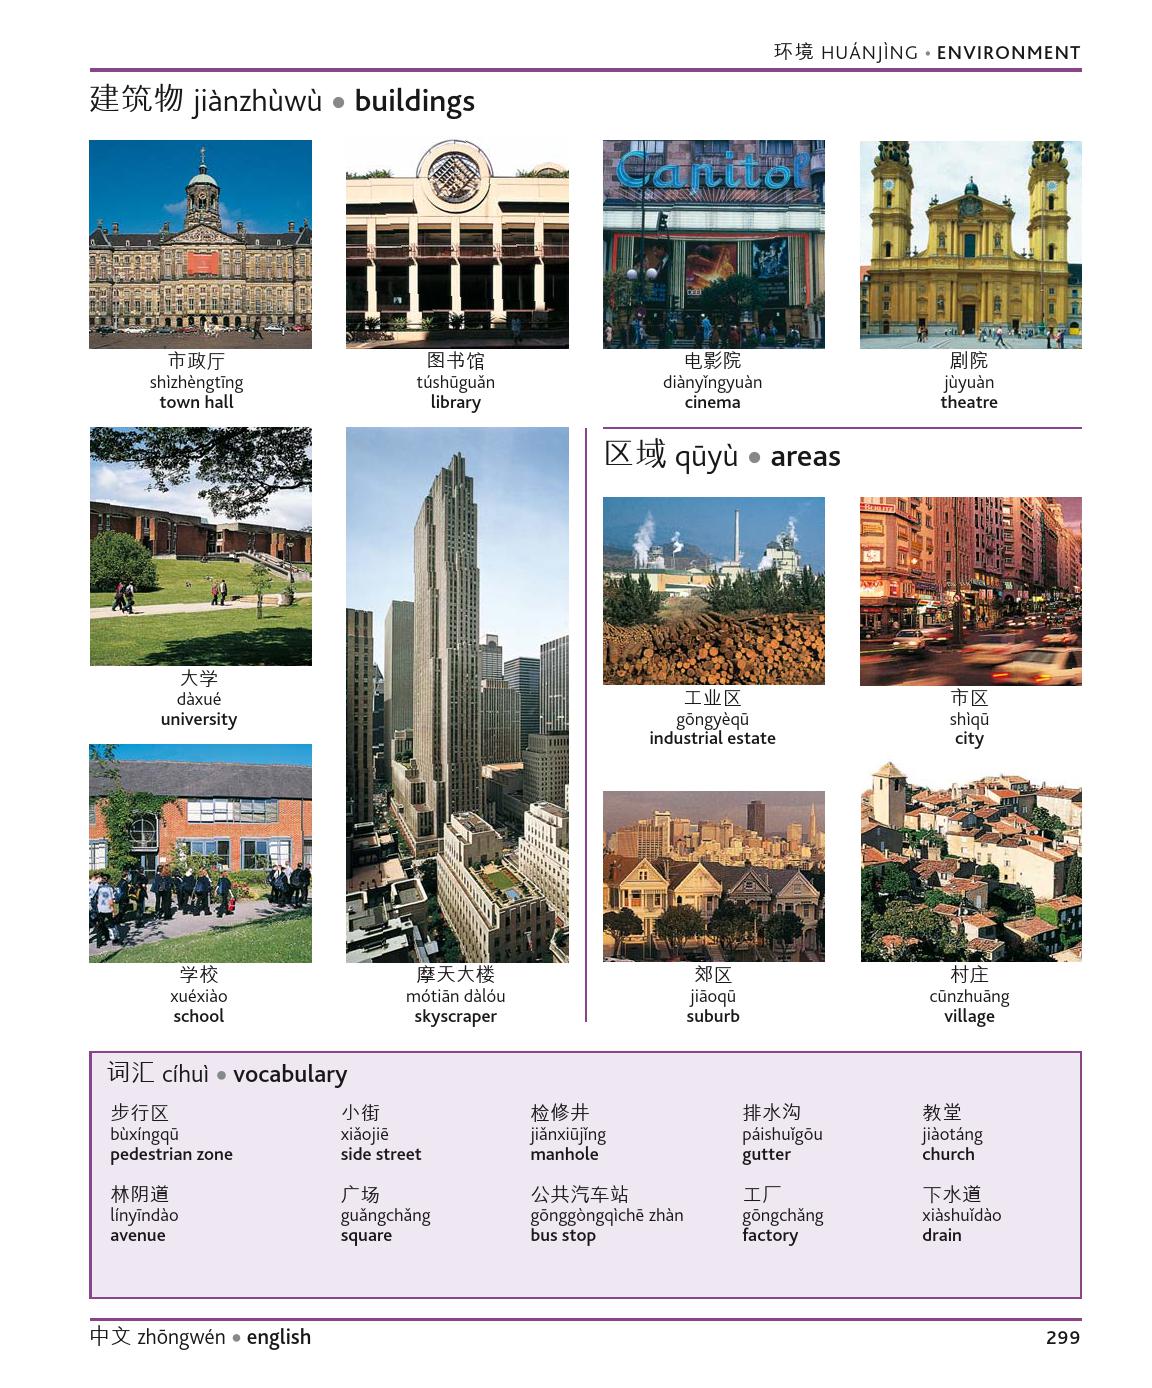 环境 HUÁNJÌNG • ENVIRONMENT
建筑物 jiànzhùwù • buildings
Capitol
市政厅
shìzhèngtīng
town hall
图书馆
túshūguǎn
library
电影院
diànyǐngyuàn
cinema
剧院
jùyuàn
theatre
大学
dàxué
university
学校
xuéxiào
school
摩天大楼
mótiān dàlóu
skyscraper
区域 qūyù • areas
工业区
gōngyèqū
industrial estate
市区
shìqū
city
郊区
jiāoqū
suburb
村庄
cūnzhuāng
village
词汇 cíhuì • vocabulary
步行区
bùxíngqū
pedestrian zone
林阴道
línyīndào
avenue
小街
xiǎojiē
side street
广场
guǎngchǎng
square
检修井
jiǎnxiūjǐng
manhole
公共汽车站
gōnggòngqìchē zhàn
bus stop
排水沟
páishuǐgōu
gutter
工厂
gōngchǎng
factory
教堂
jiàotáng
church
下水道
xiàshuǐdào
drain
中文 zhōngwén • english
299